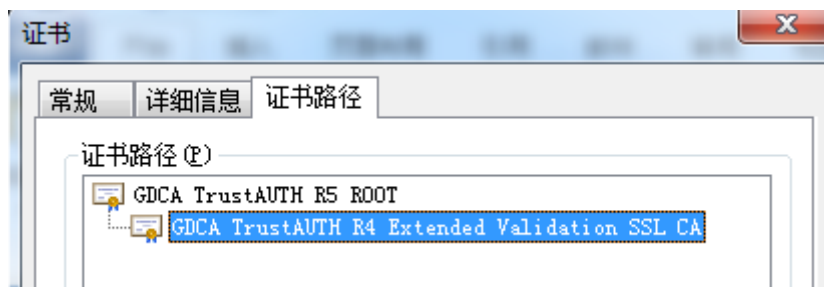 证书
常规
详细信息
证书路径
证书路径(P)
GDCA TrustAUTH R5 ROOT
GDCA TrustAUTH R4 Extended Validation SSL CA